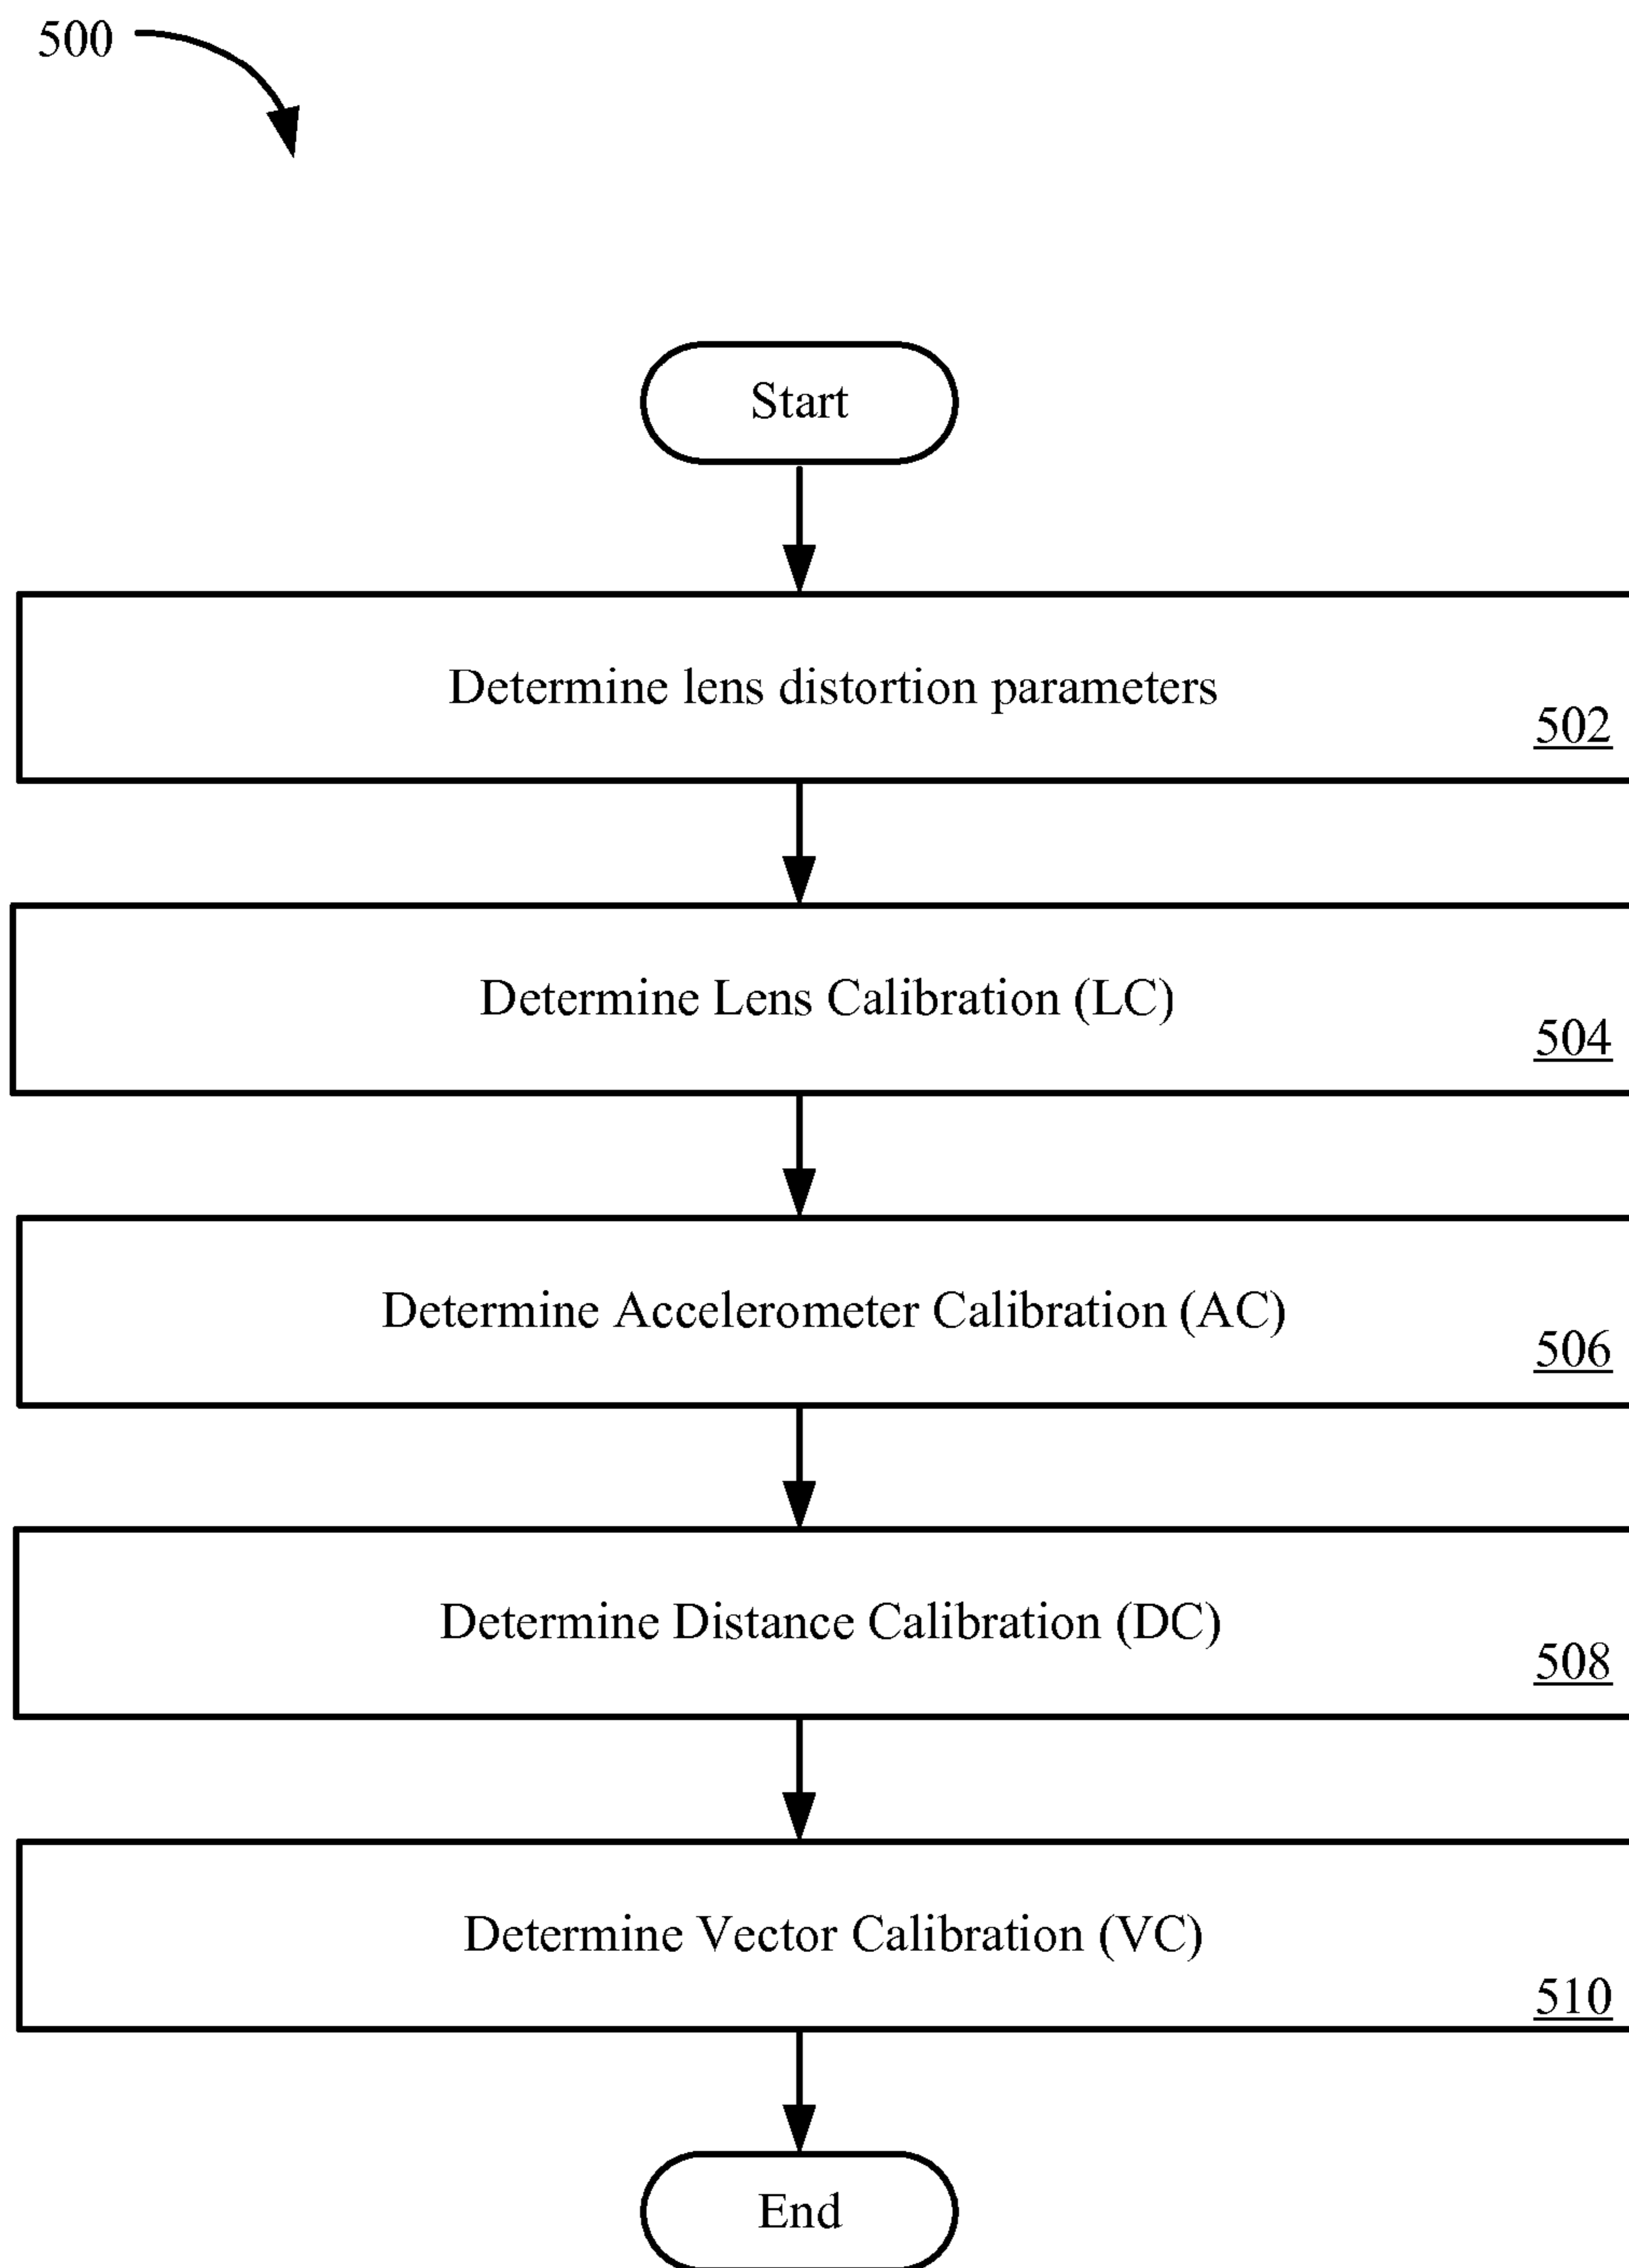 500
Start
Determine lens distortion parameters
502
Determine Lens Calibration (LC)
504
Determine Accelerometer Calibration (AC)
506
Determine Distance Calibration (DC)
508
Determine Vector Calibration (VC)
510
End